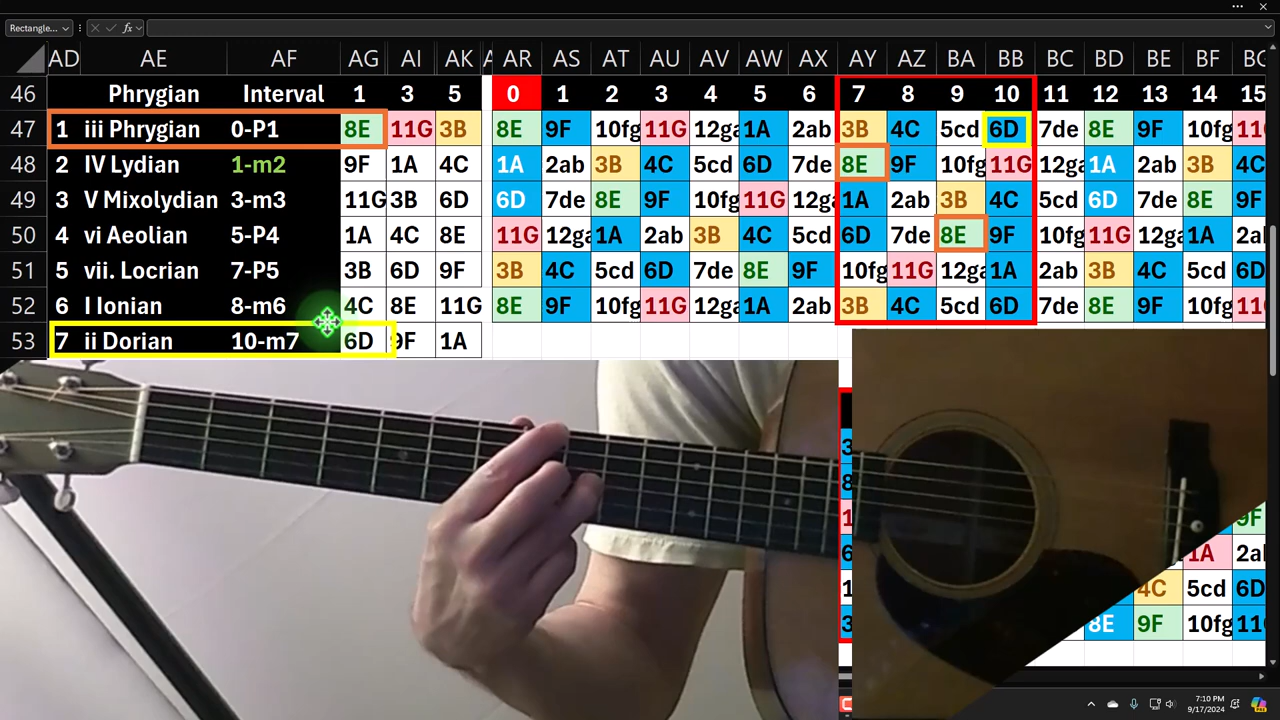 Rectangle...
fx
AD AE AF AG AI AK AR AS AT AU AV AW AX AY AZ BA BB BC BD BE BF
46 Phrygian Interval 1 3 5 0 1 2 3 4 5 6 7 8 9 10 11 12 13 14 15
47 1 iii Phrygian 0-P1 8E 11G 3B 8E 9F 10fg 11G 12ga 1A 2ab 3B 4C 5cd 6D 7de 8E 9F 10fg 11G
48 2 IV Lydian 1-m2 9F 1A 4C 1A 2ab 3B 4C 5cd 6D 7de 8E 9F 10fg 11G 12ga 1A 2ab 3B 4C
49 3 V Mixolydian 3-m3 11G 3B 6D 6D 7de 8E 9F 10fg 11G 12ga 1A 2ab 3B 4C 5cd 6D 7de 8E 9F
50 4 vi Aeolian 5-P4 1A 4C 8E 11G 12ga 1A 2ab 3B 4C 5cd 6D 7de 8E 9F 10fg 11G 12ga 1A 2al
51 5 vii. Locrian 7-P5 3B 6D 9F 3B 4C 5cd 6D 7de 8E 9F 10fg 11G 12ga 1A 2ab 3B 4C 5cd 6D
52 6 I Ionian 8-m6 4C 8E 11G 8E 9F 10fg 11G 12ga 1A 2ab 3B 4C 5cd 6D 7de 8E 9F 10fg 11G
53 7 ii Dorian 10-m7 6D 9F 1A
9F
1A 2al
4C 5cd 6D
8E 9F 10fg
7:10 PM
9/17/2024